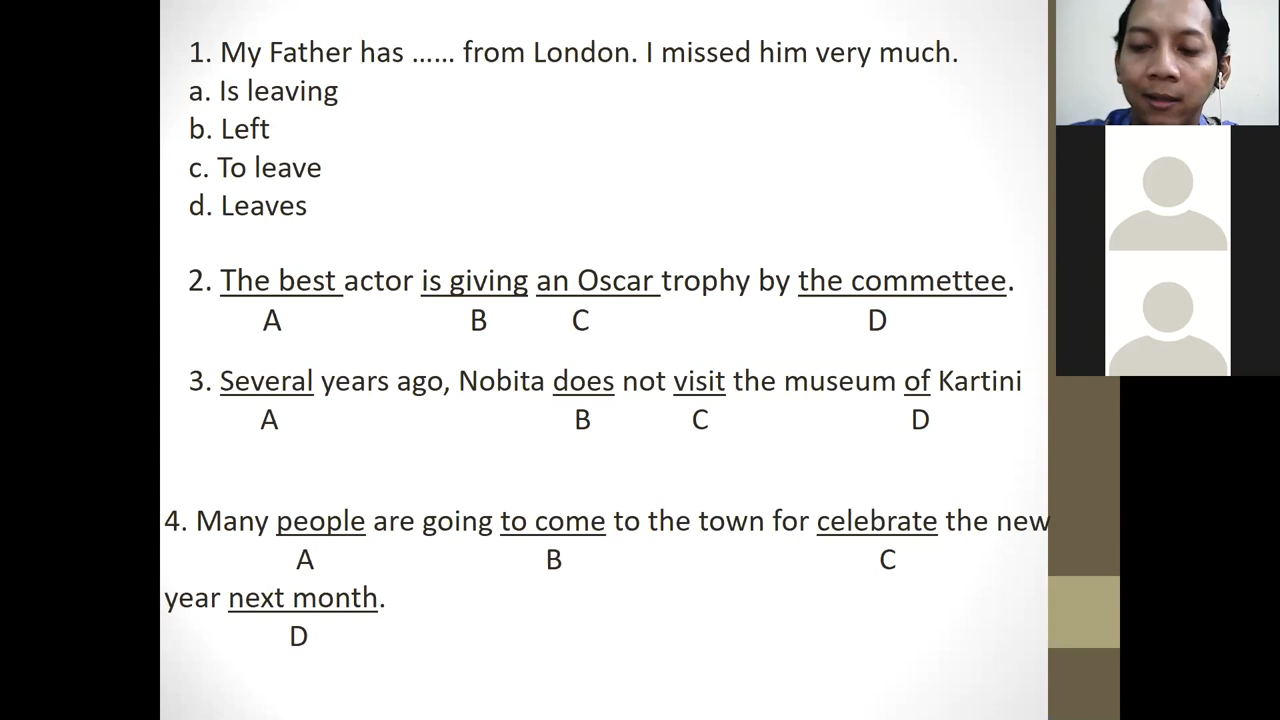 1. My Father has ...... from London. I missed him very much.
a. Is leaving
b. Left
c. To leave
d. Leaves
2. The best actor is giving an Oscar trophy by the commettee.
A B C D
3. Several years ago, Nobita does not visit the museum of Kartini
A B C D
4. Many people are going to come to the town for celebrate the new
A B C
year next month.
D